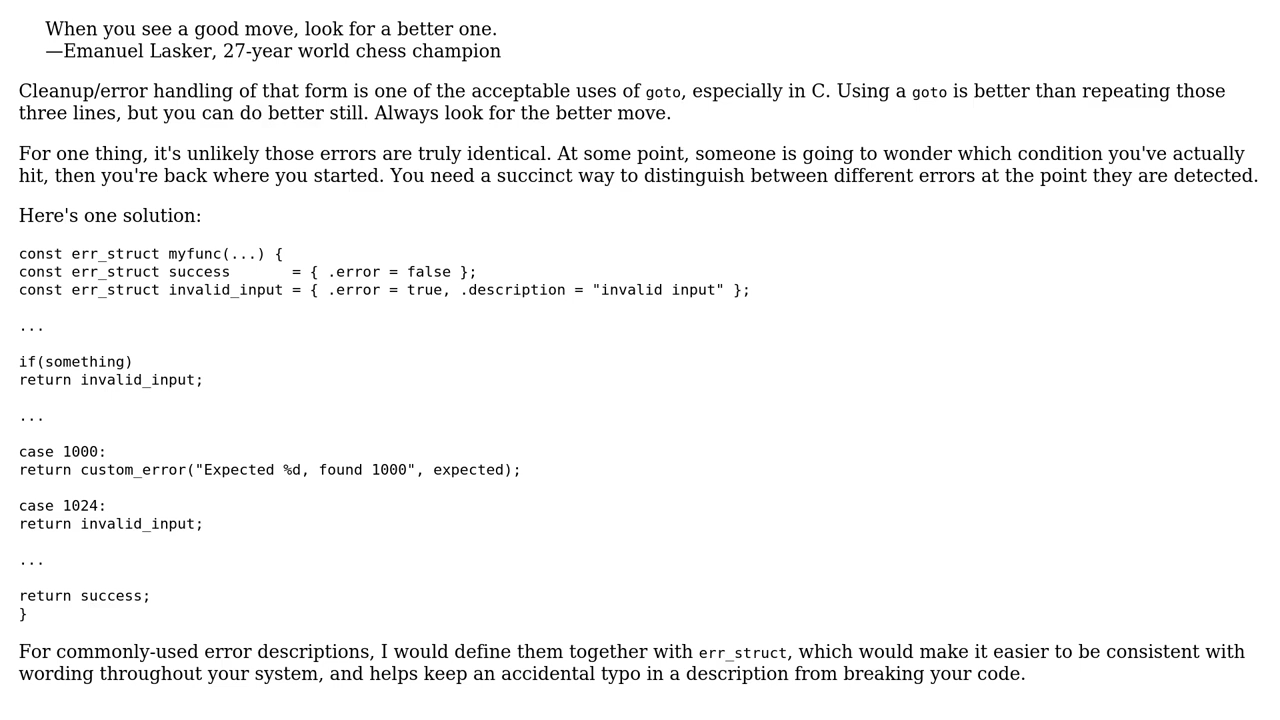 When you see a good move, look for a better one.
—Emanuel Lasker, 27-year world chess champion
Cleanup/error handling of that form is one of the acceptable uses of goto, especially in C. Using a goto is better than repeating those
three lines, but you can do better still. Always look for the better move.
For one thing, it's unlikely those errors are truly identical. At some point, someone is going to wonder which condition you've actually
hit, then you're back where you started. You need a succinct way to distinguish between different errors at the point they are detected.
Here's one solution:
const err_struct myfunc(...) {
const err_struct success       = { .error = false };
const err_struct invalid_input = { .error = true, .description = "invalid input" };
...
if(something)
return invalid_input;
...
case 1000:
return custom_error("Expected %d, found 1000", expected);
case 1024:
return invalid_input;
...
return success;
}
For commonly-used error descriptions, I would define them together with err_struct, which would make it easier to be consistent with
wording throughout your system, and helps keep an accidental typo in a description from breaking your code.